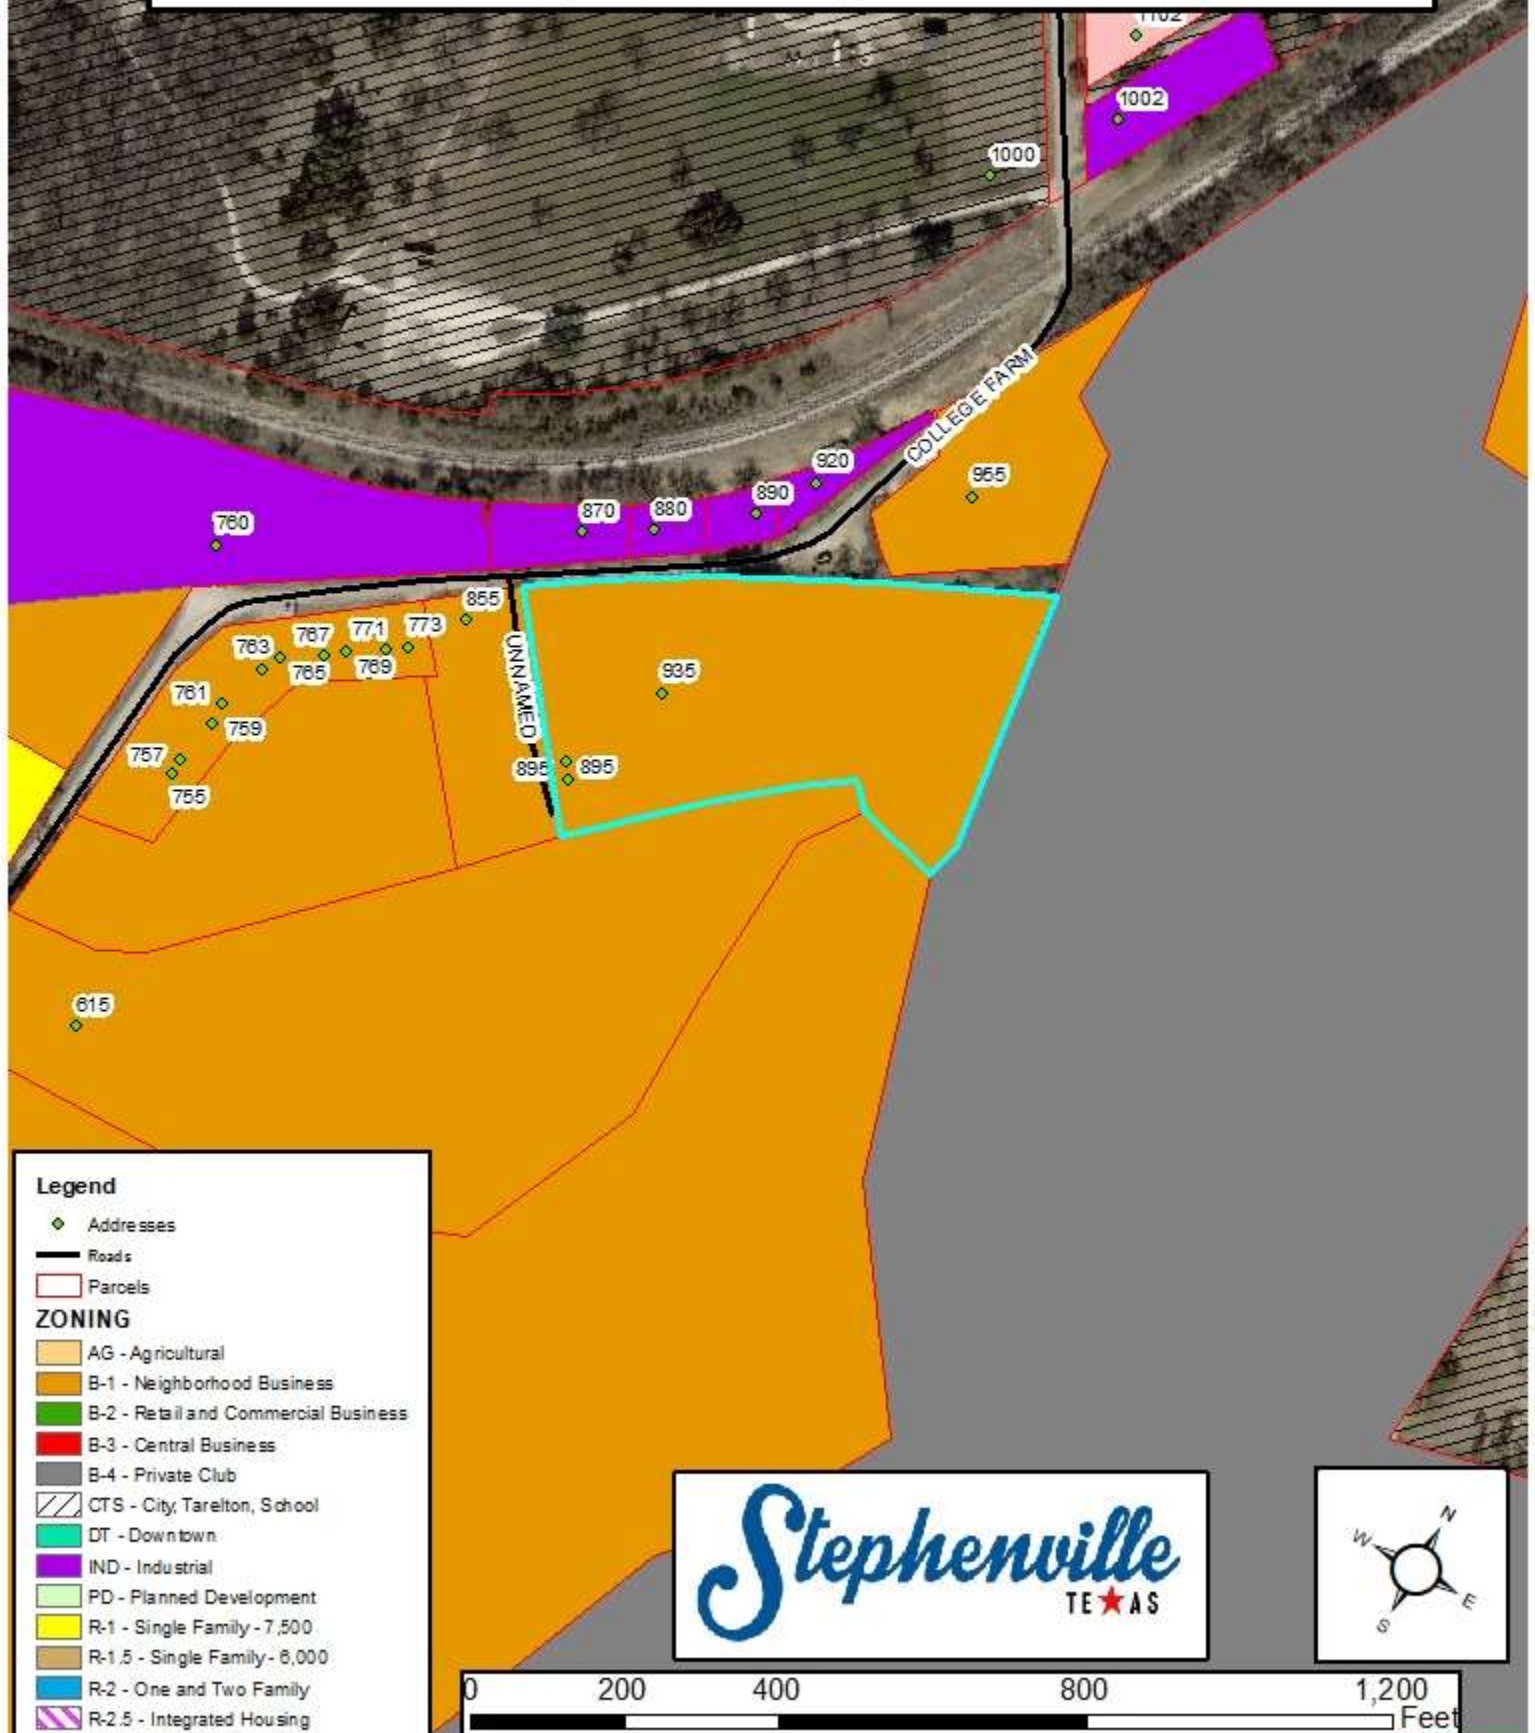 1102
1002
1000
COLLEGE FARM
920
955
890
880
870
760
855
773
771
767
763
769
765
UNNAMED
935
761
759
757
895
895
755
615
Legend
Addresses
Roads
Parcels
ZONING
AG - Agricultural
B-1 - Neighborhood Business
B-2 - Retail and Commercial Business
B-3 - Central Business
B-4 - Private Club
CTS - City, Tarelton, School
DT - Downtown
IND - Industrial
PD - Planned Development
R-1 - Single Family - 7,500
R-1.5 - Single Family - 6,000
R-2 - One and Two Family
R-2.5 - Integrated Housing
Stephenville
TEXAS
N
W
E
S
0 200 400 800 1,200
Feet